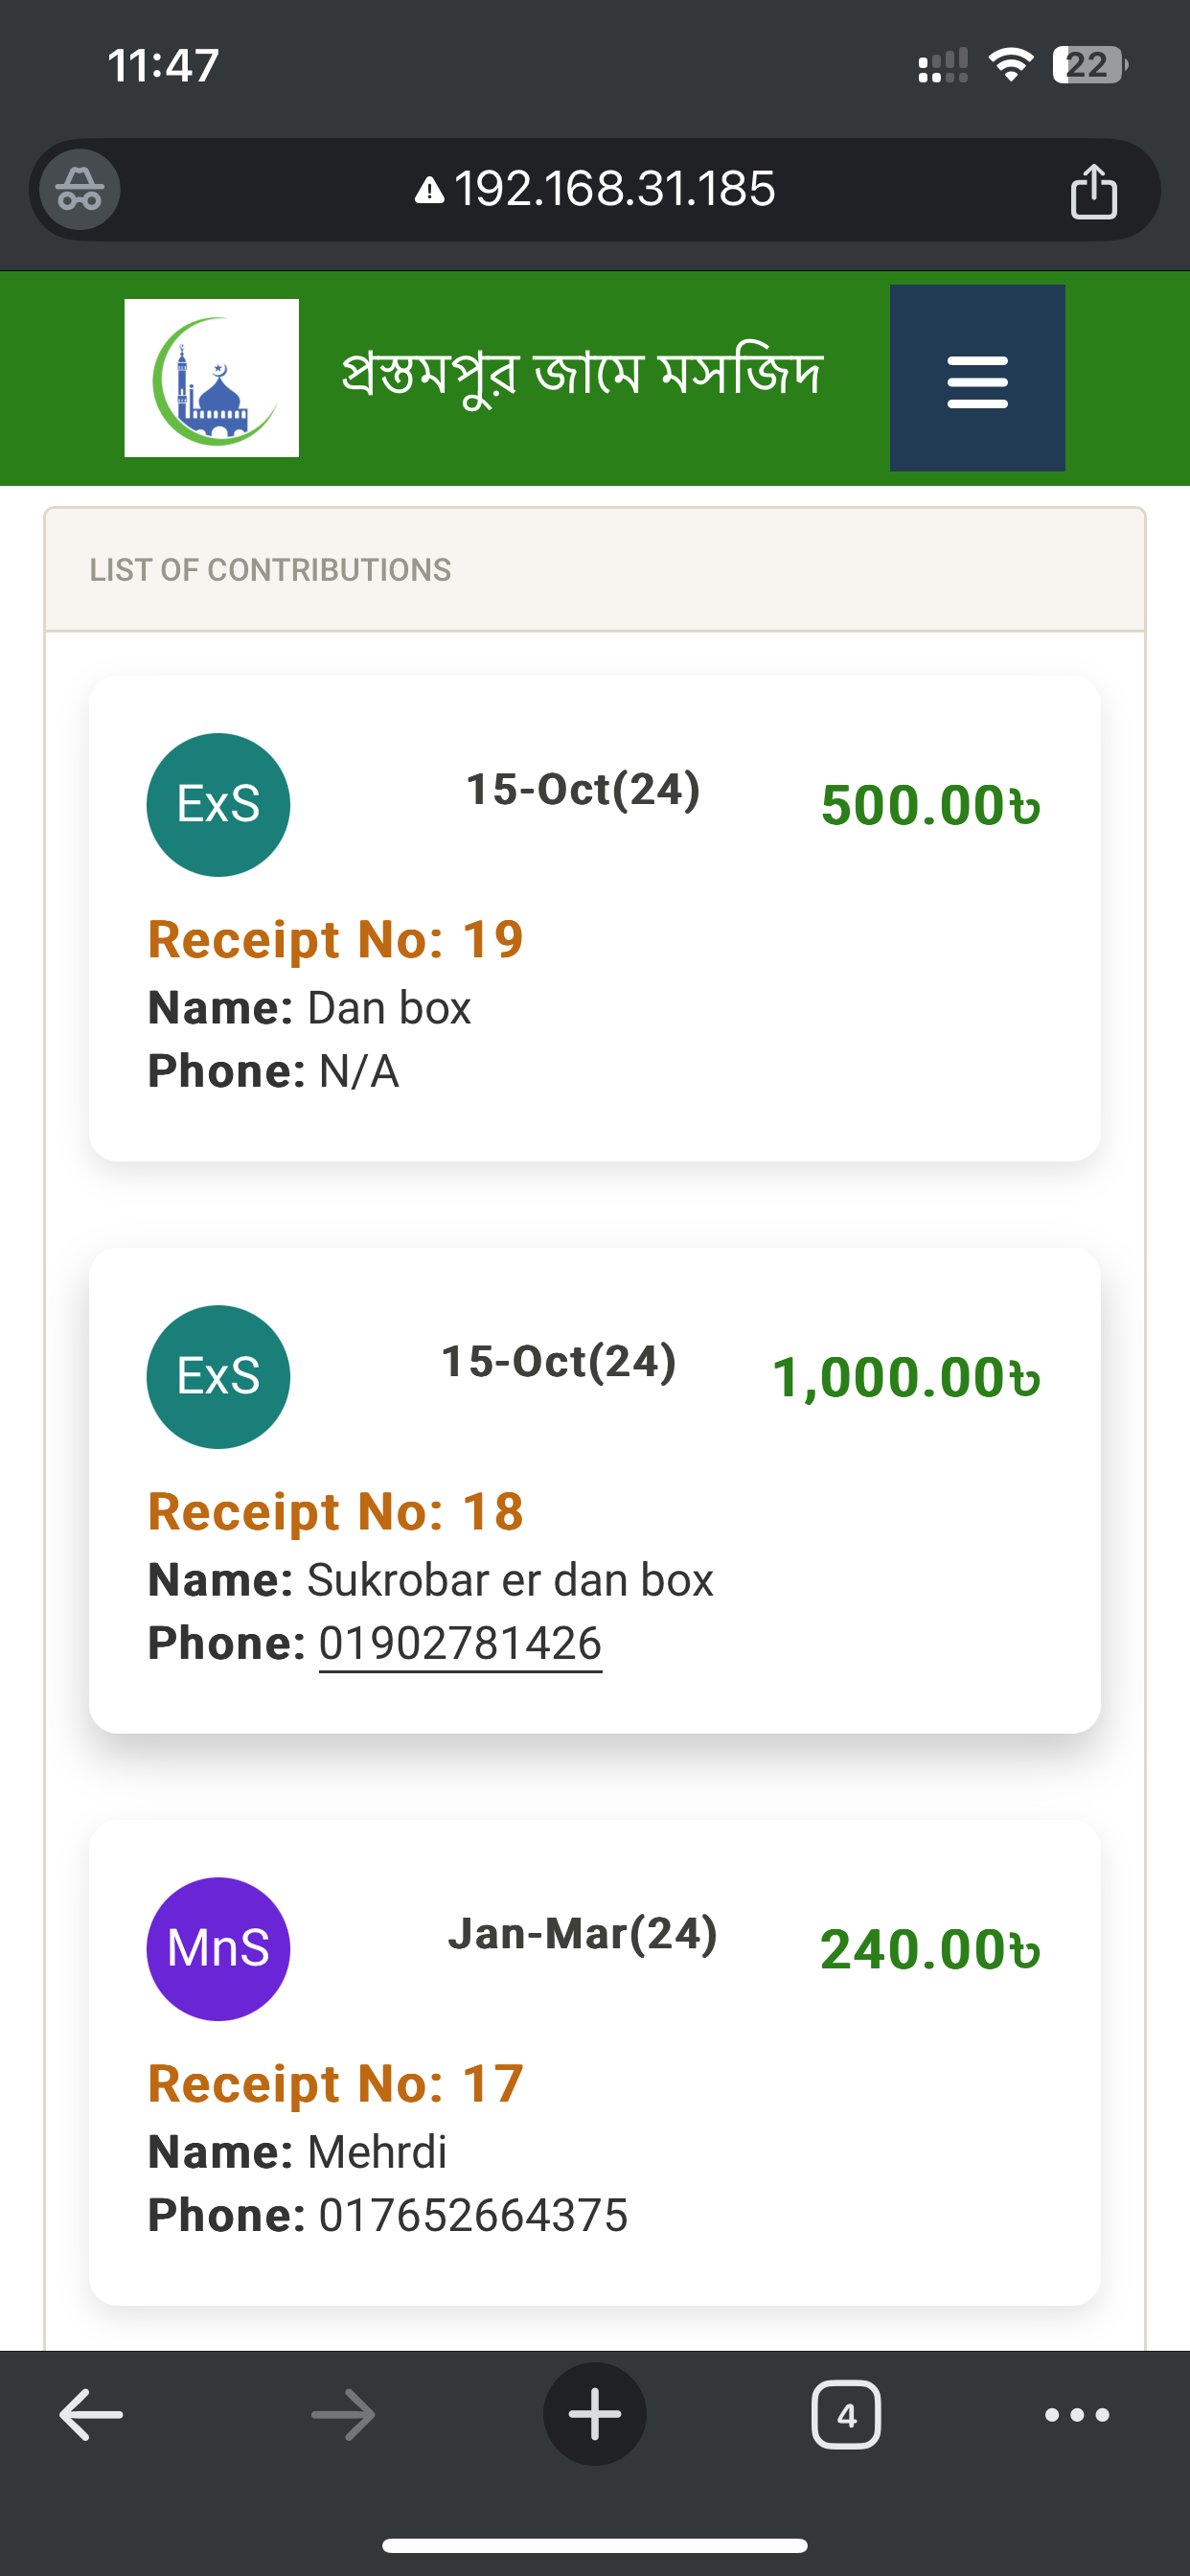 11:47
22
192.168.31.185
প্রস্তমপুর জামে মসজিদ
LIST OF CONTRIBUTIONS
ExS
15-Oct(24)
500.00৳
Receipt No: 19
Name: Dan box
Phone: N/A
ExS
15-Oct(24)
1,000.00৳
Receipt No: 18
Name: Sukrobar er dan box
Phone: 01902781426
MnS
Jan-Mar(24)
240.00৳
Receipt No: 17
Name: Mehrdi
Phone: 017652664375
4